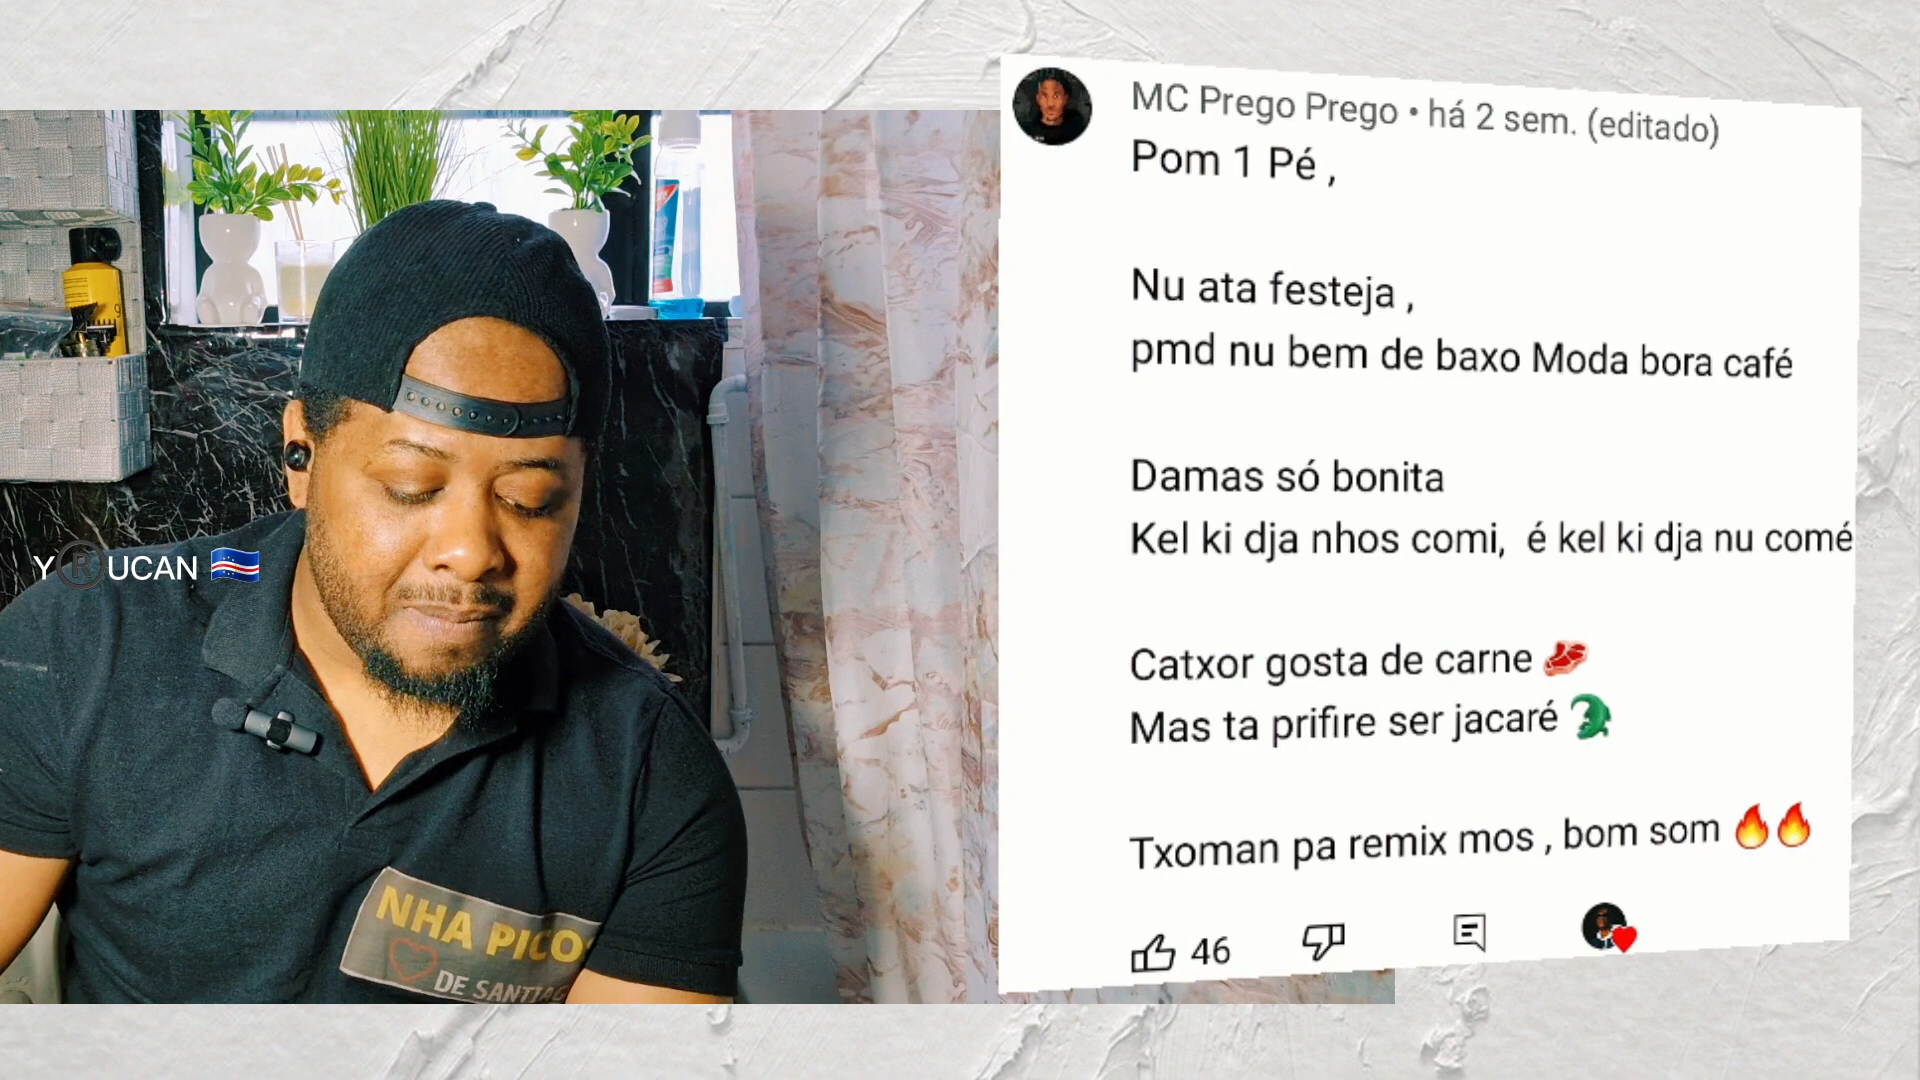 MC Prego Prego • há 2 sem. (editado)
Pom 1 Pé ,
Nu ata festeja ,
pmd nu bem de baxo Moda bora café
Damas só bonita
Kel ki dja nhos comi, é kel ki dja nu comé
Catxor gosta de carne 🥩
Mas ta prifire ser jacaré 🐊
Txoman pa remix mos , bom som 🔥🔥
46
Y®UCAN 🇨🇻
NHA PICO
DE SANTIAG